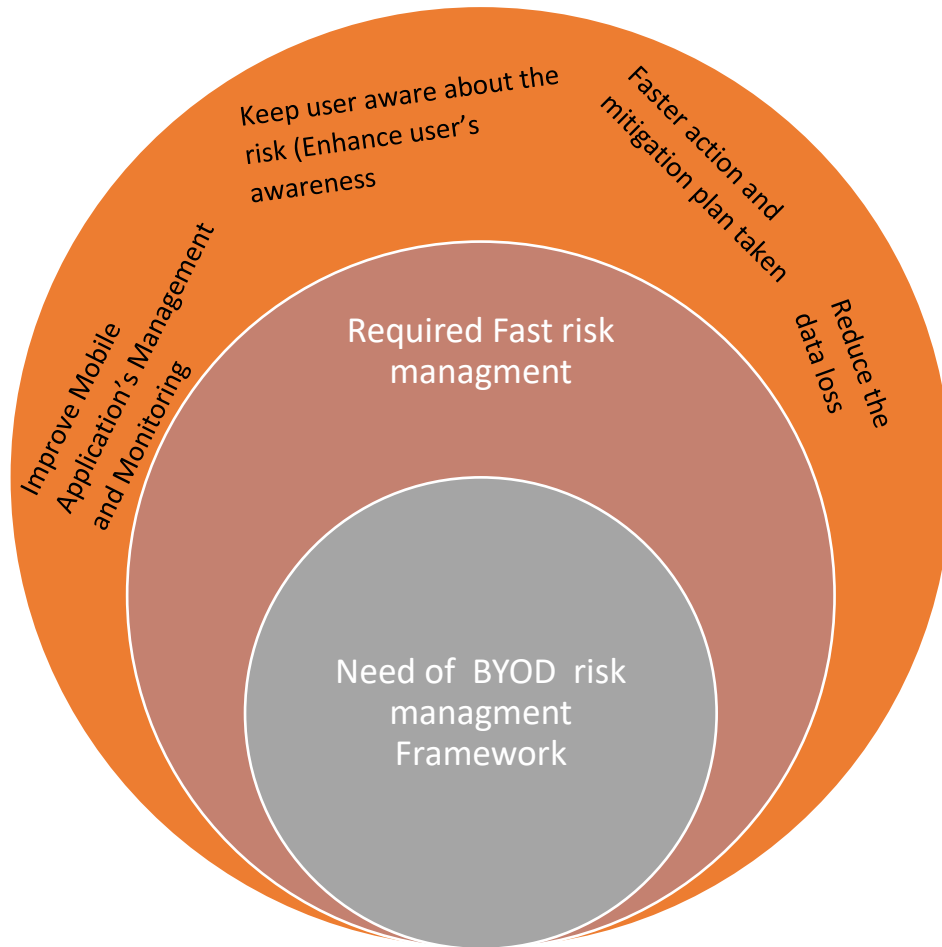 Keep user aware about the
risk (Enhance user’s
awareness
Faster action and
mitigation plan taken
Improve Mobile
Application’s Management
and Monitoring
Reduce the
data loss
Required Fast risk
managment
Need of BYOD risk
managment
Framework